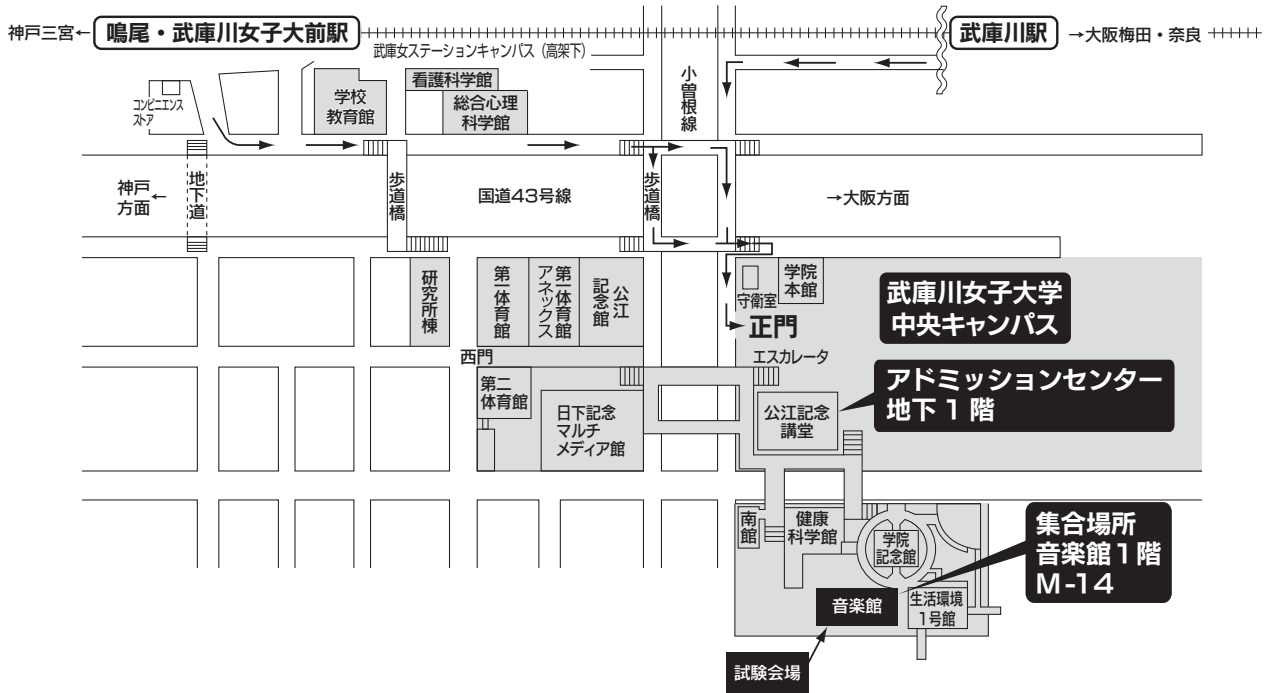 神戸三宮←
鳴尾・武庫川女子大前駅
武庫川駅
→大阪梅田・奈良
武庫女ステーションキャンパス（高架下）
コンビニエンス
ストア
学校
教育館
看護科学館
総合心理
科学館
小曽根線
神戸
方面
←
地下道
歩道橋
国道43号線
歩道橋
→大阪方面
研究所棟
第一体育館
第一体育館
アネックス
公江
記念館
守衛室
学院
本館
正門
武庫川女子大学
中央キャンパス
西門
エスカレータ
第二
体育館
日下記念
マルチ
メディア館
公江記念
講堂
アドミッションセンター
地下1階
南館
健康
科学館
学院
記念館
集合場所
音楽館1階
M-14
音楽館
生活環境
1号館
試験会場